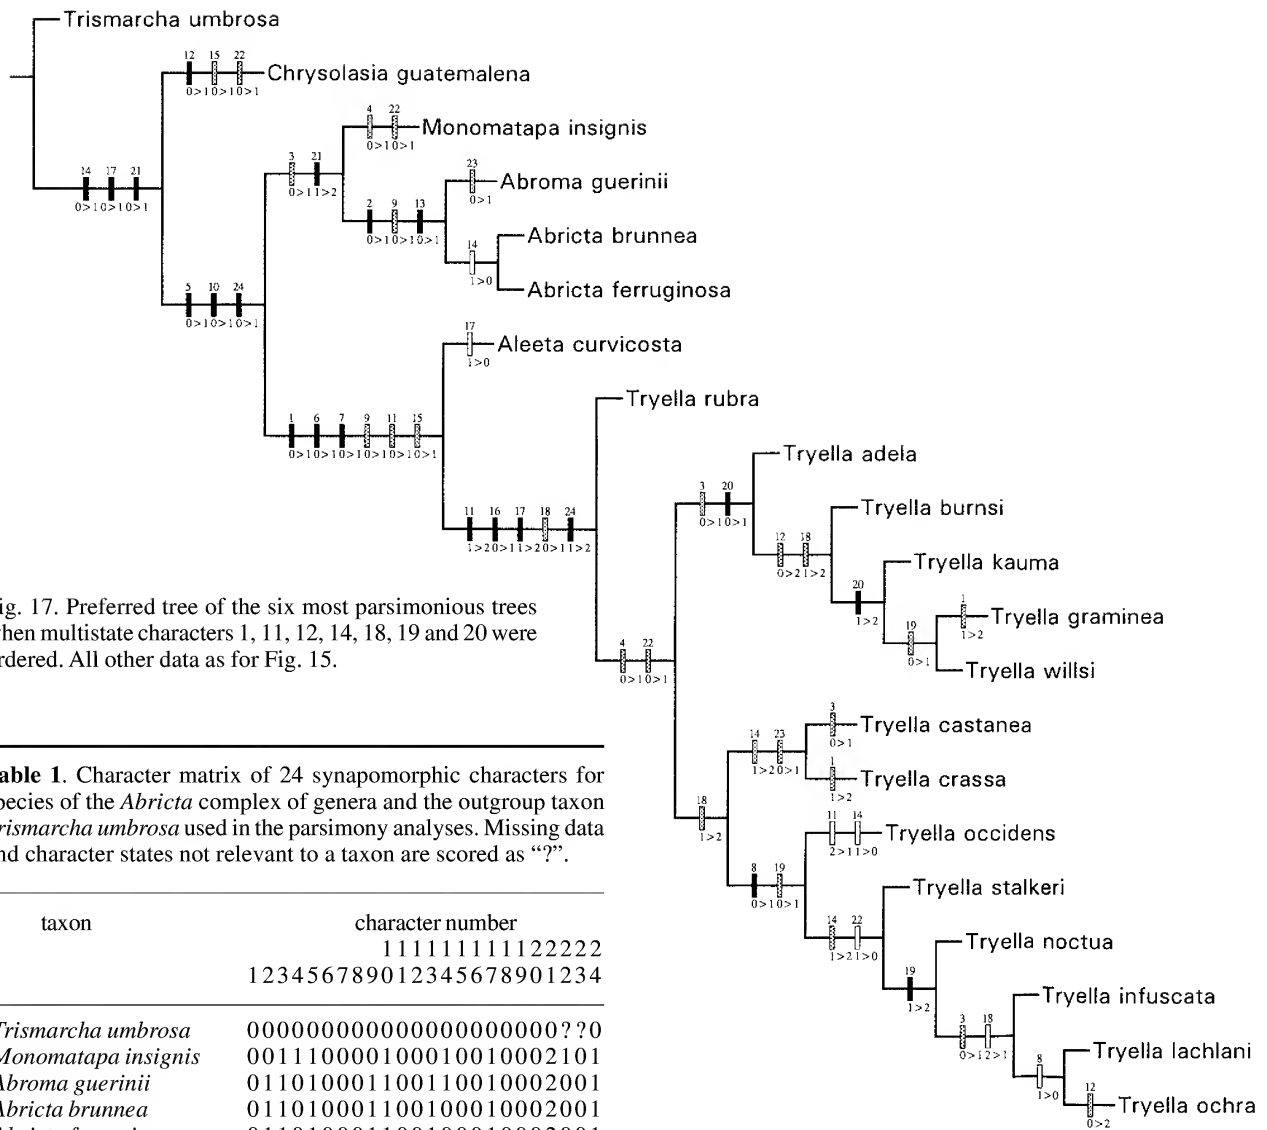 Trismarcha umbrosa
12 15 22
Chrysolasia guatemalena
0>1 0>1 0>1
4 22
Monomatapa insignis
0>1 0>1
14 17 21
0>1 0>1 0>1
3 21
0>1 1>2
23
Abroma guerinii
0>1
2 9 13
0>1 0>1 0>1
Abricta brunnea
14
1>0
Abricta ferruginosa
5 10 24
0>1 0>1 0>1
17
Aleeta curvicosta
1>0
Tryella rubra
1 6 7 9 11 15
0>1 0>1 0>1 0>1 0>1 0>1
Tryella adela
3 20
0>1 0>1
Tryella burnsi
11 16 17 18 24
1>2 0>1 1>2 0>1 1>2
12 18
0>2 1>2
Tryella kauma
20
1>2
1
Tryella graminea
1>2
19
0>1
Tryella willsi
4 22
0>1 0>1
3
Tryella castanea
0>1
14 23
1>2 0>1
1
Tryella crassa
1>2
18
1>2
11 14
Tryella occidens
2>1 1>0
8 19
0>1 0>1
Tryella stalkeri
14 22
1>2 1>0
Tryella noctua
19
1>2
Tryella infuscata
3 18
0>1 2>1
Tryella lachlani
8
1>0
12
Tryella ochra
0>2
ig. 17. Preferred tree of the six most parsimonious trees
hen multistate characters 1, 11, 12, 14, 18, 19 and 20 were
rdered. All other data as for Fig. 15.
able 1. Character matrix of 24 synapomorphic characters for
pecies of the Abricta complex of genera and the outgroup taxon
rismarcha umbrosa used in the parsimony analyses. Missing data
nd character states not relevant to a taxon are scored as “?”.
taxon character number
111111111122222
123456789012345678901234
Trismarcha umbrosa 000000000000000000000??0
Monomatapa insignis 001110000100010010002101
Abroma guerinii 011010001100110010002001
Abricta brunnea 011010001100100010002001